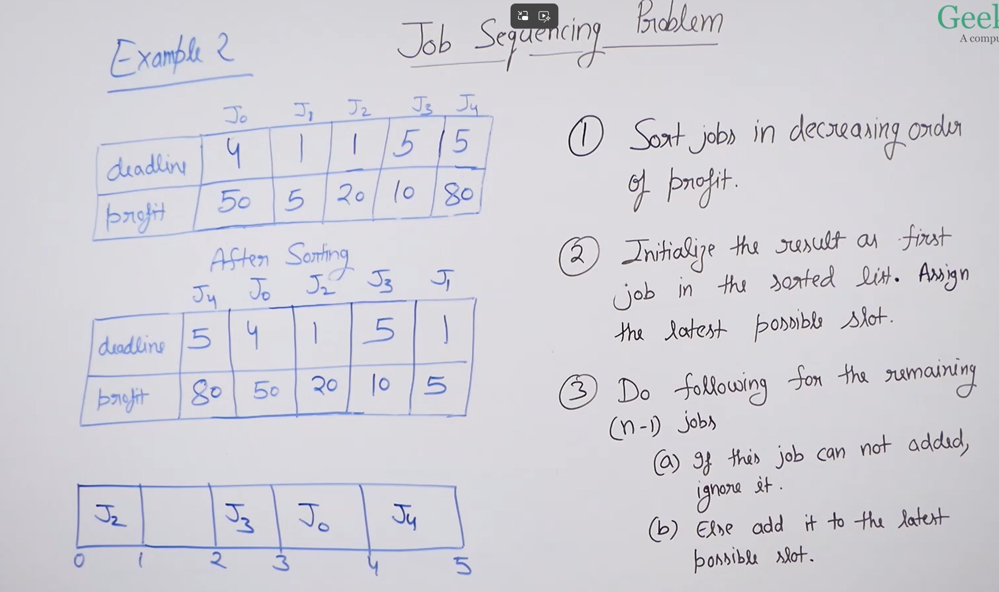 Job Sequencing Problem
Geek
A compu
Example 2
J0 J1 J2 J3 J4
deadline 4 1 1 5 5
profit 50 5 20 10 80
After Sorting
J4 J0 J2 J3 J1
deadline 5 4 1 5 1
profit 80 50 20 10 5
J2 J3 J0 J4
0 1 2 3 4 5
① Sort jobs in decreasing order
of profit.
② Initialize the result as first
job in the sorted list. Assign
the latest possible slot.
③ Do following for the remaining
(n-1) jobs
(a) If this job can not added,
ignore it.
(b) Else add it to the latest
possible slot.